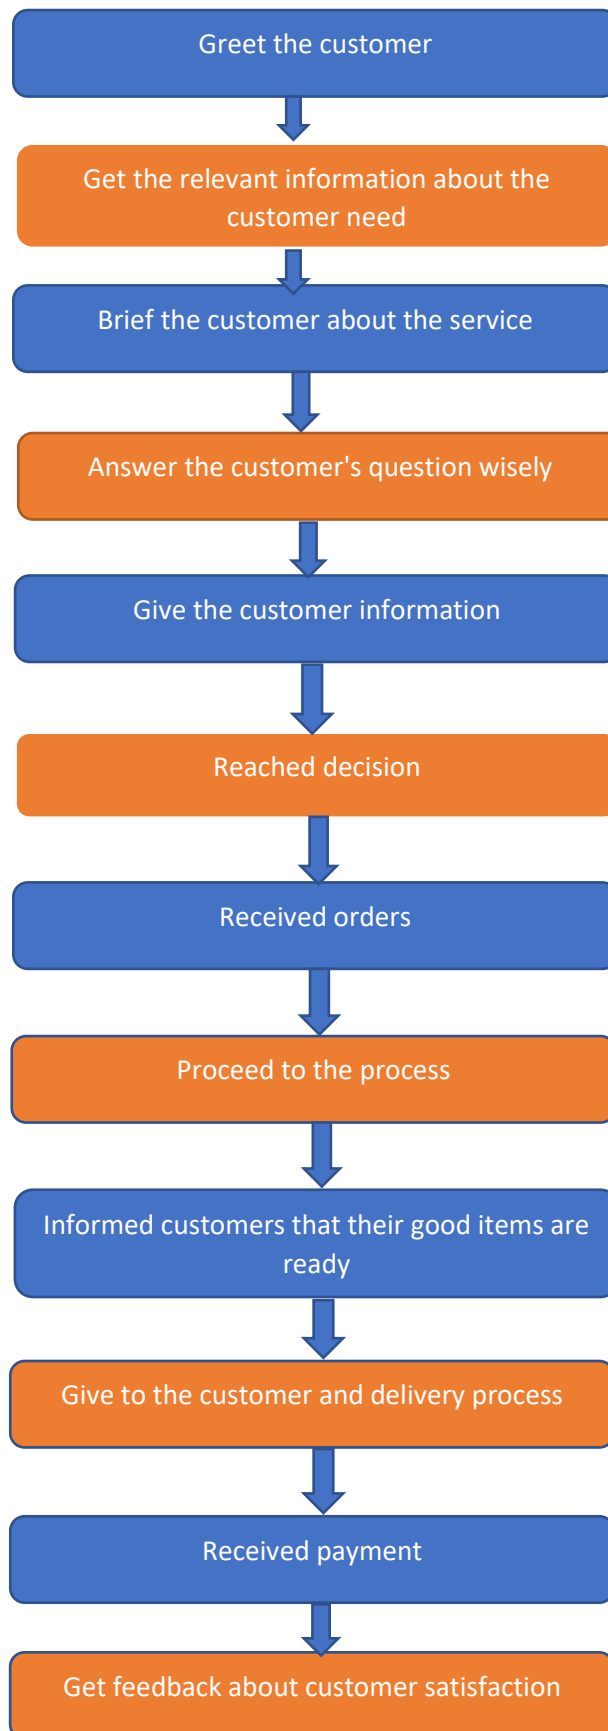 Greet the customer
Get the relevant information about the
customer need
Brief the customer about the service
Answer the customer's question wisely
Give the customer information
Reached decision
Received orders
Proceed to the process
Informed customers that their good items are
ready
Give to the customer and delivery process
Received payment
Get feedback about customer satisfaction